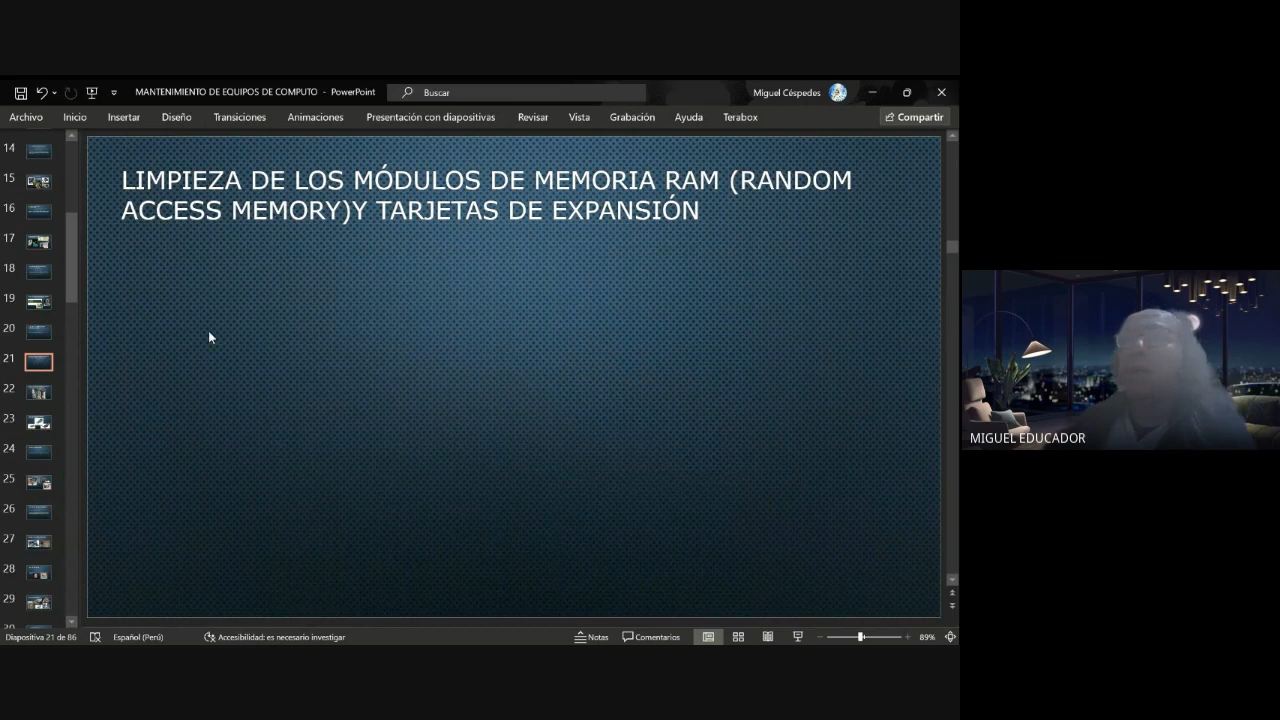 MANTENIMIENTO DE EQUIPOS DE COMPUTO - PowerPoint
Buscar
Miguel Céspedes
Archivo Inicio Insertar Diseño Transiciones Animaciones Presentación con diapositivas Revisar Vista Grabación Ayuda Terabox Compartir
14
15
16
17
18
19
20
21
22
23
24
25
26
27
28
29
LIMPIEZA DE LOS MÓDULOS DE MEMORIA RAM (RANDOM
ACCESS MEMORY)Y TARJETAS DE EXPANSIÓN
MIGUEL EDUCADOR
Diapositiva 21 de 86 Español (Perú) Accesibilidad: es necesario investigar Notas Comentarios 89%